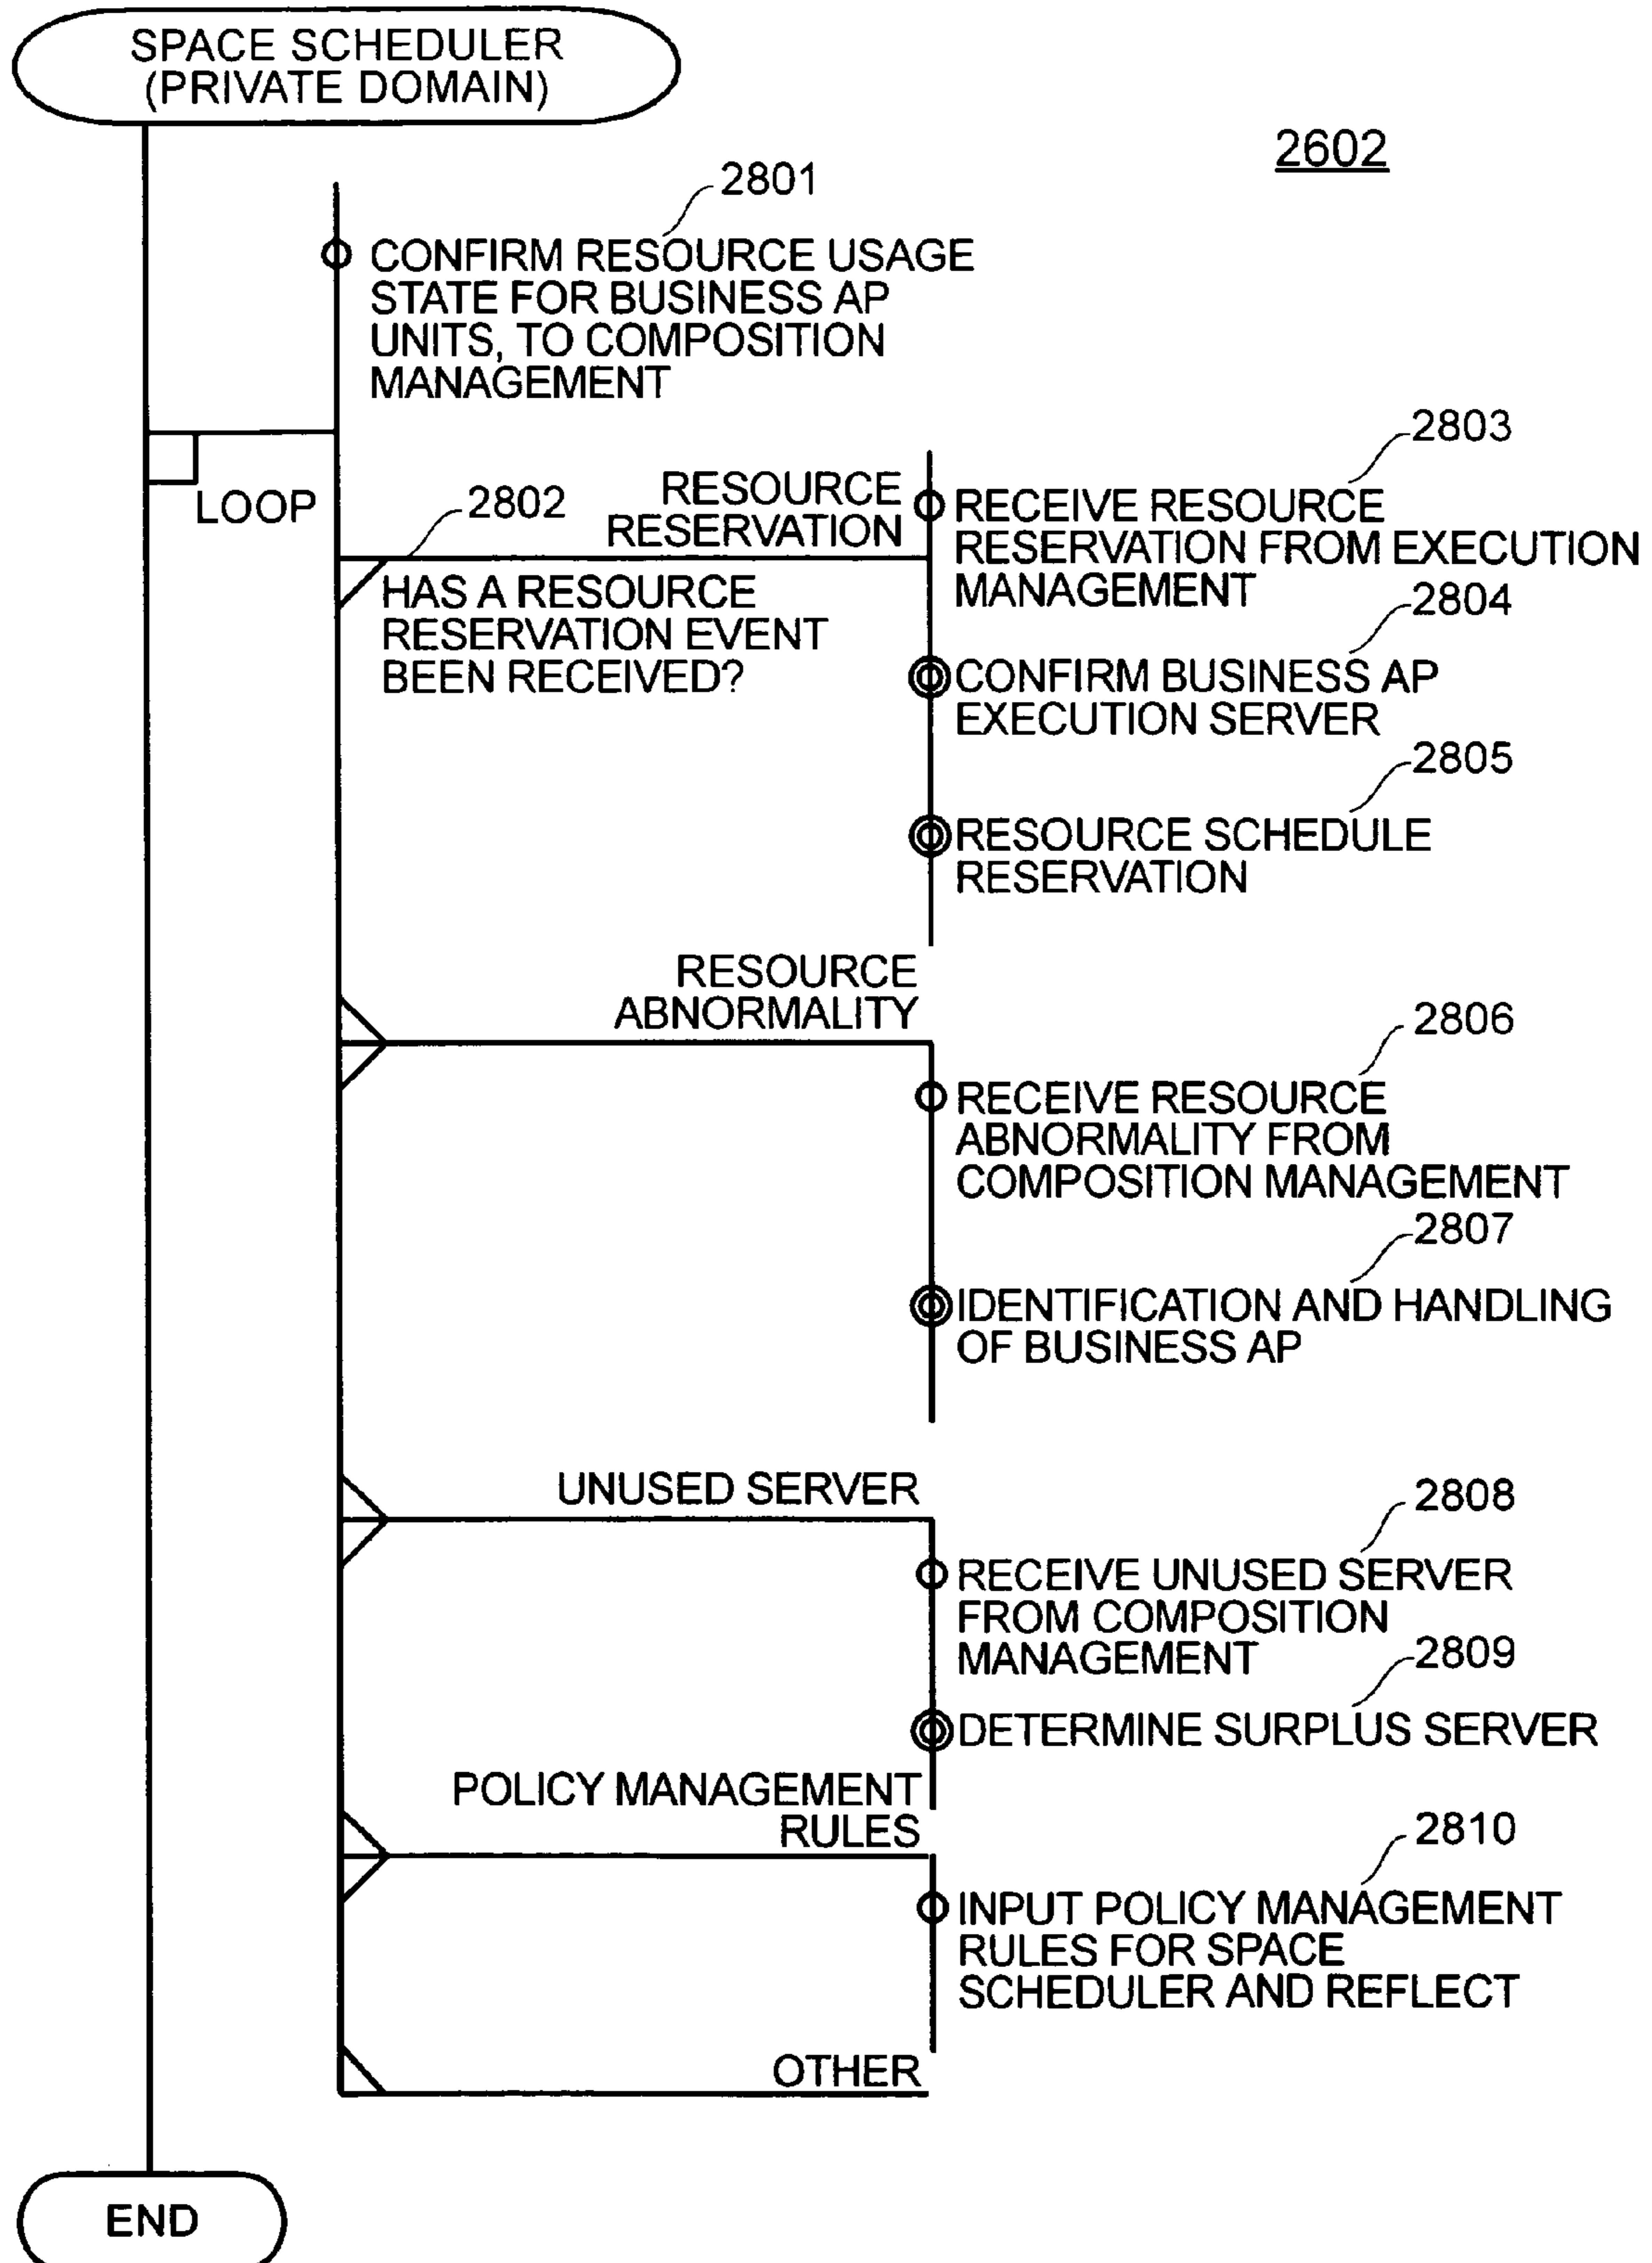 SPACE SCHEDULER
(PRIVATE DOMAIN)
2602
2801
CONFIRM RESOURCE USAGE
STATE FOR BUSINESS AP
UNITS, TO COMPOSITION
MANAGEMENT
LOOP
2802
RESOURCE
RESERVATION
HAS A RESOURCE
RESERVATION EVENT
BEEN RECEIVED?
2803
RECEIVE RESOURCE
RESERVATION FROM EXECUTION
MANAGEMENT
2804
CONFIRM BUSINESS AP
EXECUTION SERVER
2805
RESOURCE SCHEDULE
RESERVATION
RESOURCE
ABNORMALITY
2806
RECEIVE RESOURCE
ABNORMALITY FROM
COMPOSITION MANAGEMENT
2807
IDENTIFICATION AND HANDLING
OF BUSINESS AP
UNUSED SERVER
2808
RECEIVE UNUSED SERVER
FROM COMPOSITION
MANAGEMENT
2809
DETERMINE SURPLUS SERVER
POLICY MANAGEMENT
RULES
2810
INPUT POLICY MANAGEMENT
RULES FOR SPACE
SCHEDULER AND REFLECT
OTHER
END